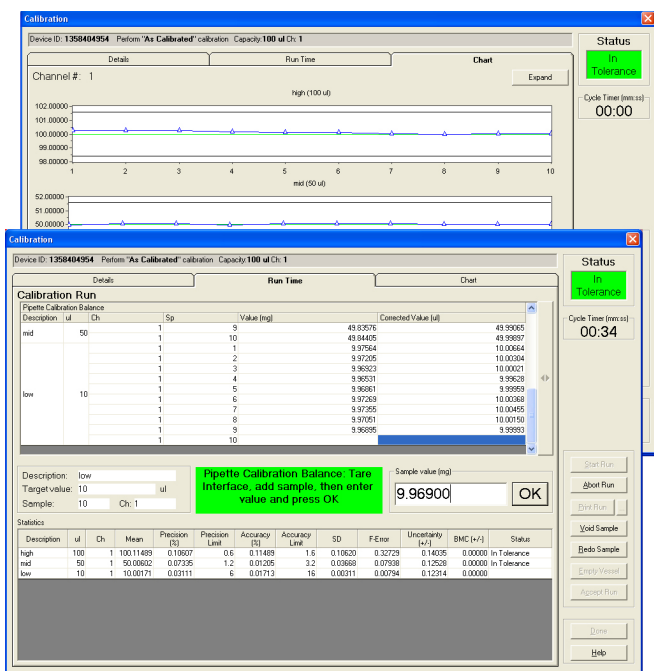 Calibration
Device ID: 1358404954 Perform "As Calibrated" calibration Capacity:100 ul Ch: 1
Details Run Time Chart
Channel #: 1
Expand
high (100 ul)
102.00000
101.00000
100.00000
99.00000
98.00000
1 2 3 4 5 6 7 8 9 10
mid (50 ul)
52.00000
51.00000
50.00000
Status
In
Tolerance
Cycle Timer (mm:ss)
00:00
Calibration
Device ID: 1358404954 Perform "As Calibrated" calibration Capacity:100 ul Ch: 1
Details Run Time Chart
Calibration Run
Pipette Calibration Balance
Description ul Ch Sp Value (mg) Corrected Value (ul)
mid 50 1 9 49.83576 49.99065
1 10 49.84405 49.99897
low 10 1 1 9.97564 10.00664
1 2 9.97205 10.00304
1 3 9.96923 10.00021
1 4 9.96531 9.99628
1 5 9.96861 9.99959
1 6 9.97269 10.00368
1 7 9.97355 10.00455
1 8 9.97051 10.00150
1 9 9.96895 9.99993
1 10
Description: low
Target value: 10 ul
Sample: 10 Ch: 1
Pipette Calibration Balance: Tare
Interface, add sample, then enter
value and press OK
Sample value (mg)
9.96900
OK
Statistics
Description ul Ch Mean Precision (%) Precision Limit Accuracy (%) Accuracy Limit SD F-Error Uncertainty (+/-) BMC (+/-) Status
high 100 1 100.11489 0.10607 0.6 0.11489 1.6 0.10620 0.32729 0.14035 0.00000 In Tolerance
mid 50 1 50.00602 0.07335 1.2 0.01205 3.2 0.03668 0.07938 0.12528 0.00000 In Tolerance
low 10 1 10.00171 0.03111 6 0.01713 16 0.00311 0.00794 0.12314 0.00000
Status
In
Tolerance
Cycle Timer (mm:ss)
00:34
Start Run
Abort Run
Print Run ...
Void Sample
Redo Sample
Empty Vessel
Accept Run
Done
Help